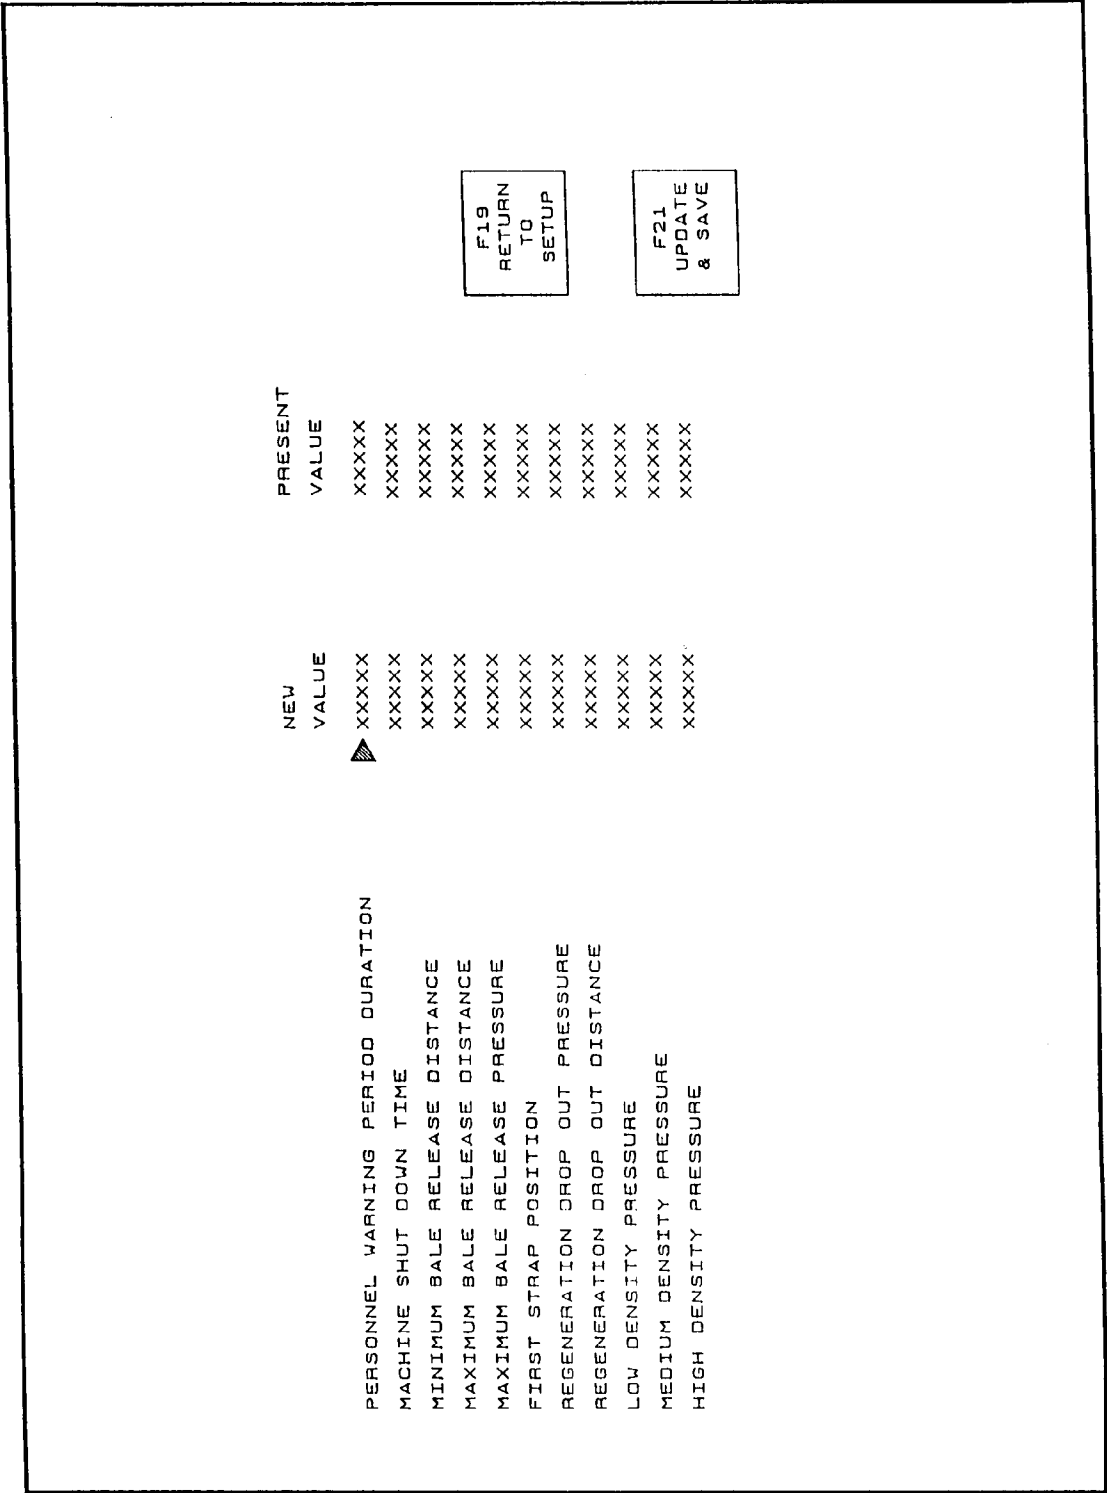 NEW PRESENT
VALUE VALUE
PERSONNEL WARNING PERIOD DURATION XXXXX XXXXX
MACHINE SHUT DOWN TIME XXXXX XXXXX
MINIMUM BALE RELEASE DISTANCE XXXXX XXXXX
MAXIMUM BALE RELEASE DISTANCE XXXXX XXXXX
MAXIMUM BALE RELEASE PRESSURE XXXXX XXXXX
FIRST STRAP POSITION XXXXX XXXXX
REGENERATION DROP OUT PRESSURE XXXXX XXXXX
REGENERATION DROP OUT DISTANCE XXXXX XXXXX
LOW DENSITY PRESSURE XXXXX XXXXX
MEDIUM DENSITY PRESSURE XXXXX XXXXX
HIGH DENSITY PRESSURE XXXXX XXXXX
F19
RETURN
TO
SETUP
F21
UPDATE
& SAVE